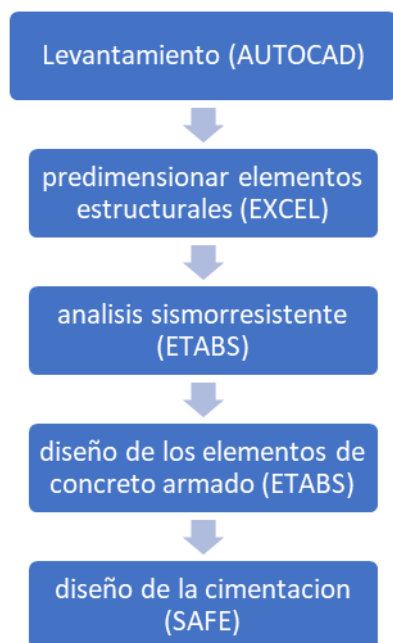 Levantamiento (AUTOCAD)
predimensionar elementos
estructurales (EXCEL)
analisis sismorresistente
(ETABS)
diseño de los elementos de
concreto armado (ETABS)
diseño de la cimentacion
(SAFE)